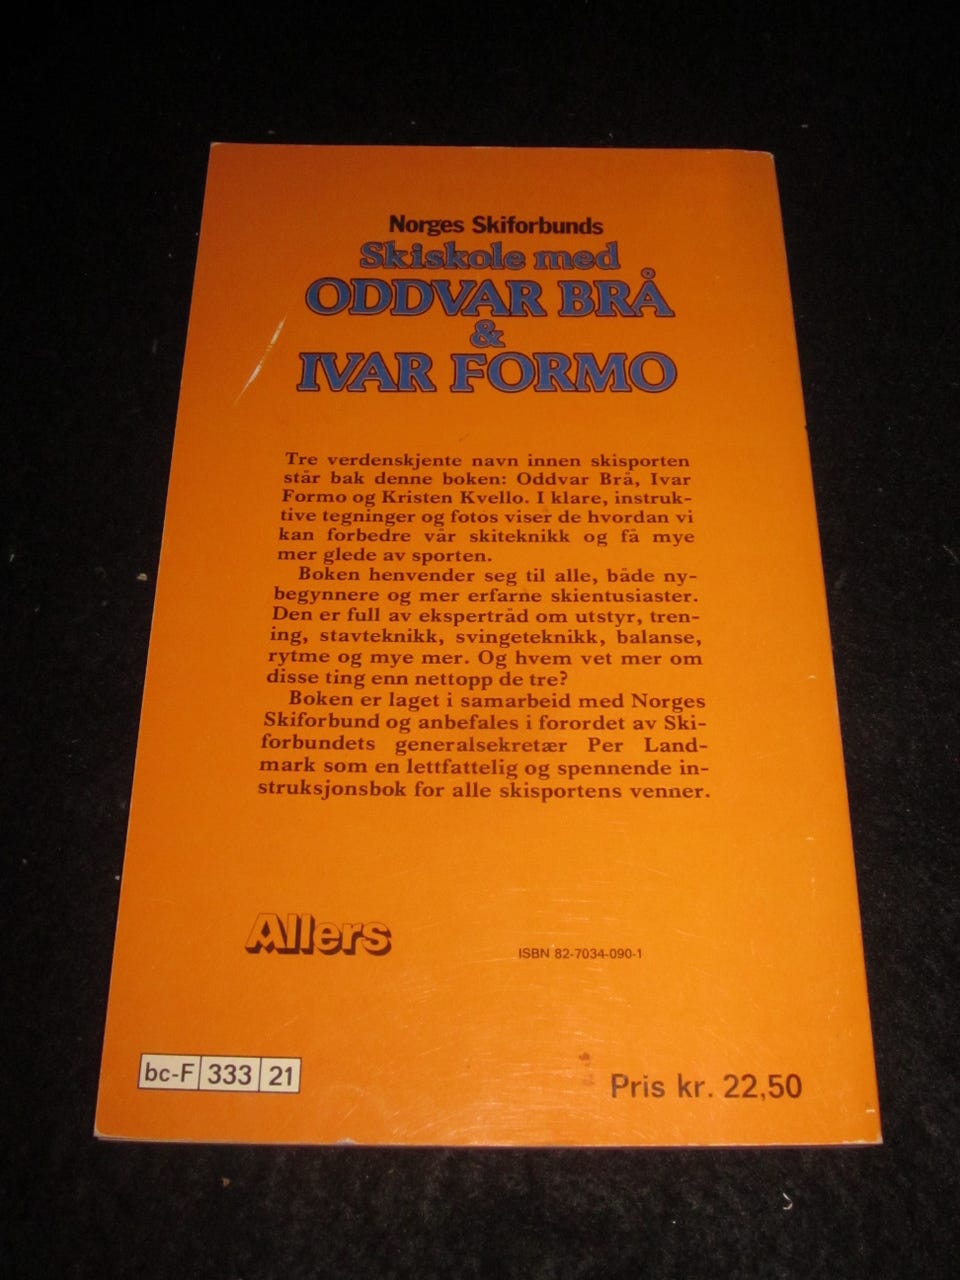 Norges Skiforbunds
Skiskole med
ODDVAR BRÅ
&
IVAR FORMO
Tre verdenskjente navn innen skisporten
står bak denne boken: Oddvar Brå, Ivar
Formo og Kristen Kvello. I klare, instruk-
tive tegninger og fotos viser de hvordan vi
kan forbedre vår skiteknikk og få mye
mer glede av sporten.
Boken henvender seg til alle, både ny-
begynnere og mer erfarne skientusiaster.
Den er full av ekspertråd om utstyr, tren-
ing, stavteknikk, svingeteknikk, balanse,
rytme og mye mer. Og hvem vet mer om
disse ting enn nettopp de tre?
Boken er laget i samarbeid med Norges
Skiforbund og anbefales i forordet av Ski-
forbundets generalsekretær Per Land-
mark som en lettfattelig og spennende in-
struksjonsbok for alle skisportens venner.
Allers
ISBN 82-7034-090-1
bc-F 333 21
Pris kr. 22,50